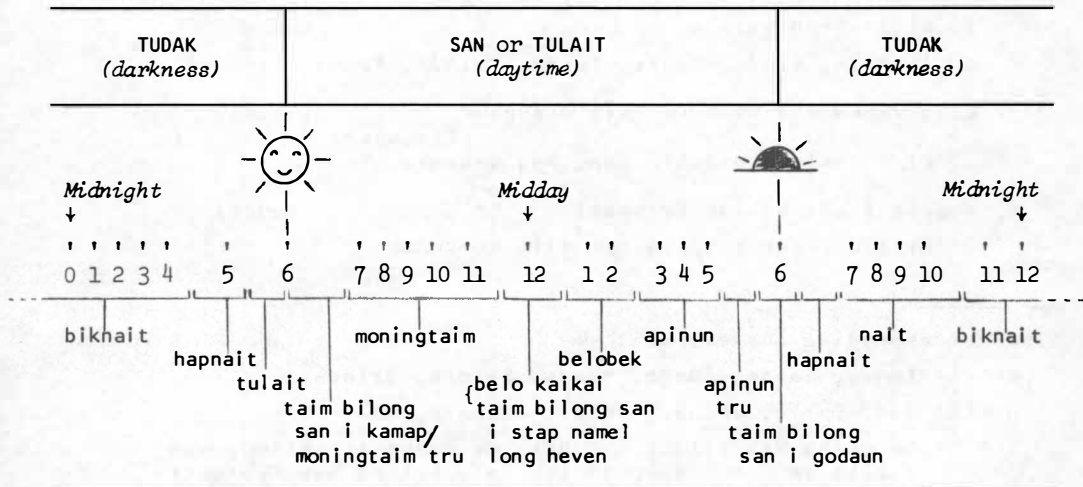 TUDAK SAN or TULAIT TUDAK
(darkness) (daytime) (darkness)
Midnight Midday Midnight
0 1 2 3 4 5 6 7 8 9 10 11 12 1 2 3 4 5 6 7 8 9 10 11 12
biknait moningtaim apinun nait biknait
hapnait belobek hapnait
tulait {belo kaikai apinun
taim bilong taim bilong san tru
san i kamap/ i stap namel taim bilong
moningtaim tru long heven san i godaun